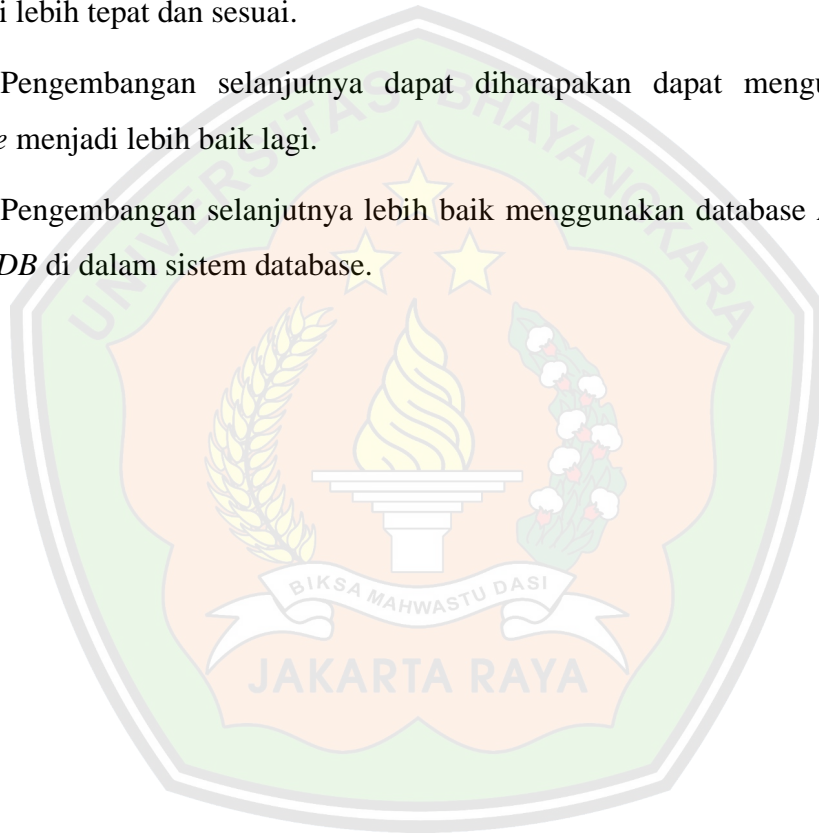 i lebih tepat dan sesuai.
Pengembangan selanjutnya dapat diharapakan dapat mengu
e menjadi lebih baik lagi.
Pengembangan selanjutnya lebih baik menggunakan database
DB di dalam sistem database.
UNIVERSITAS BHAYANGKARA
BIKSA MAHWASTU DASI
JAKARTA RAYA